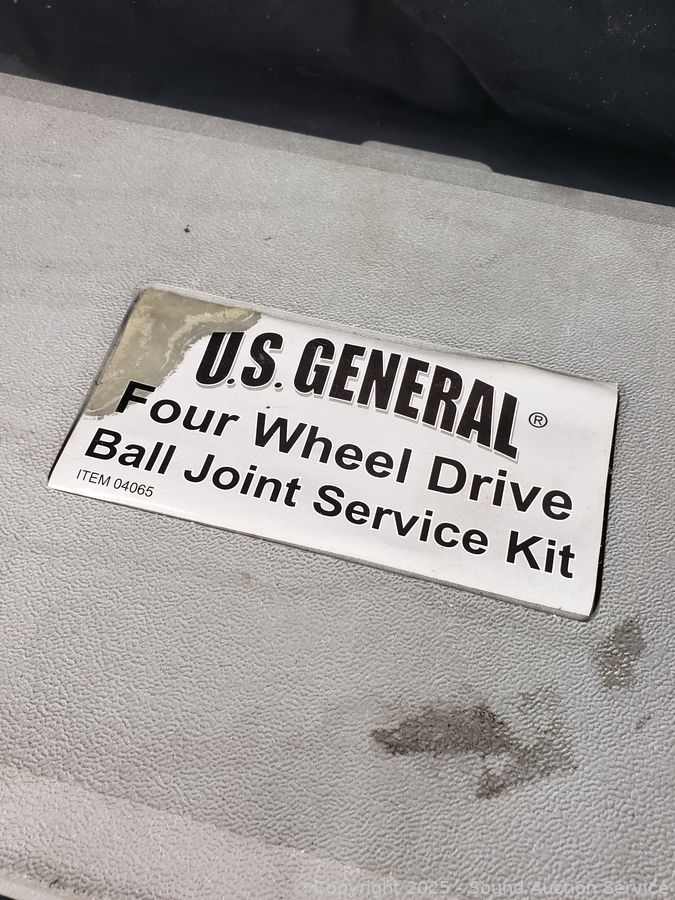 U.S. GENERAL®
Four Wheel Drive
Ball Joint Service Kit
ITEM 04065
Copyright 2025 - Sound Auction Service